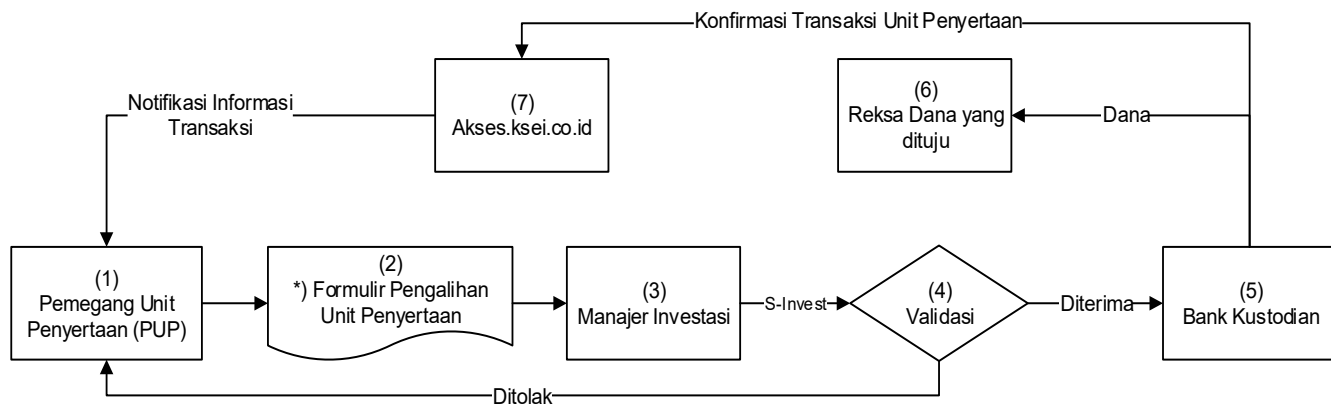 Konfirmasi Transaksi Unit Penyertaan
(7)
Akses.ksei.co.id
(6)
Reksa Dana yang
dituju
Notifikasi Informasi
Transaksi
Dana
(1)
Pemegang Unit
Penyertaan (PUP)
(2)
*) Formulir Pengalihan
Unit Penyertaan
(3)
Manajer Investasi
S-Invest
(4)
Validasi
Diterima
(5)
Bank Kustodian
Ditolak